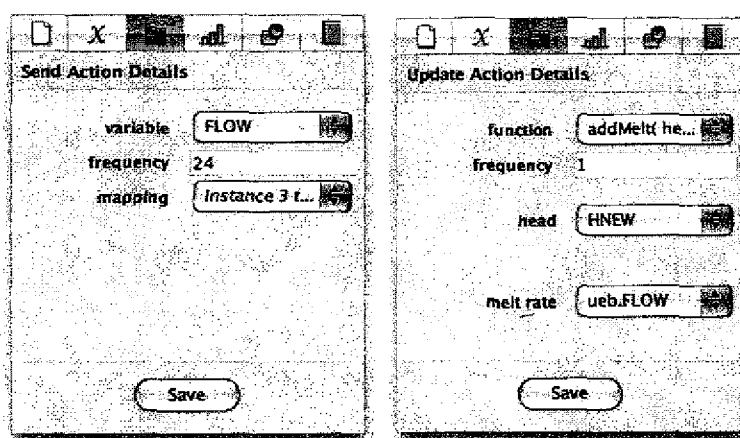 x
Send Action Details
variable FLOW
frequency 24
mapping Instance 3 t...
Save
x
Update Action Details
function addMelt( he...
frequency 1
head HNEW
melt rate ueb.FLOW
Save